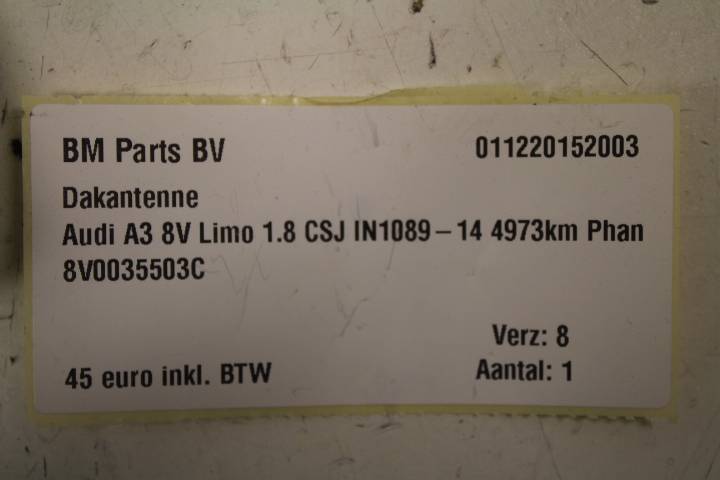 BM Parts BV 011220152003
Dakantenne
Audi A3 8V Limo 1.8 CSJ IN1089-14 4973km Phan
8V0035503C
Verz: 8
45 euro inkl. BTW Aantal: 1